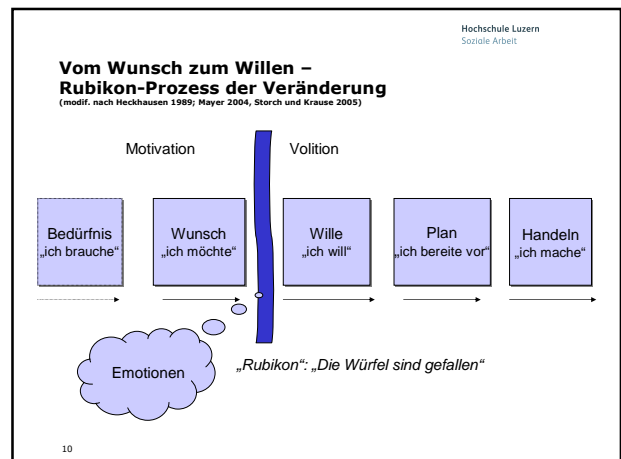 Hochschule Luzern
Soziale Arbeit
Vom Wunsch zum Willen –
Rubikon-Prozess der Veränderung
(modif. nach Heckhausen 1989; Mayer 2004, Storch und Krause 2005)
Motivation
Volition
Bedürfnis
„ich brauche“
Wunsch
„ich möchte“
Wille
„ich will“
Plan
„ich bereite vor“
Handeln
„ich mache“
Emotionen
„Rubikon“: „Die Würfel sind gefallen“
10